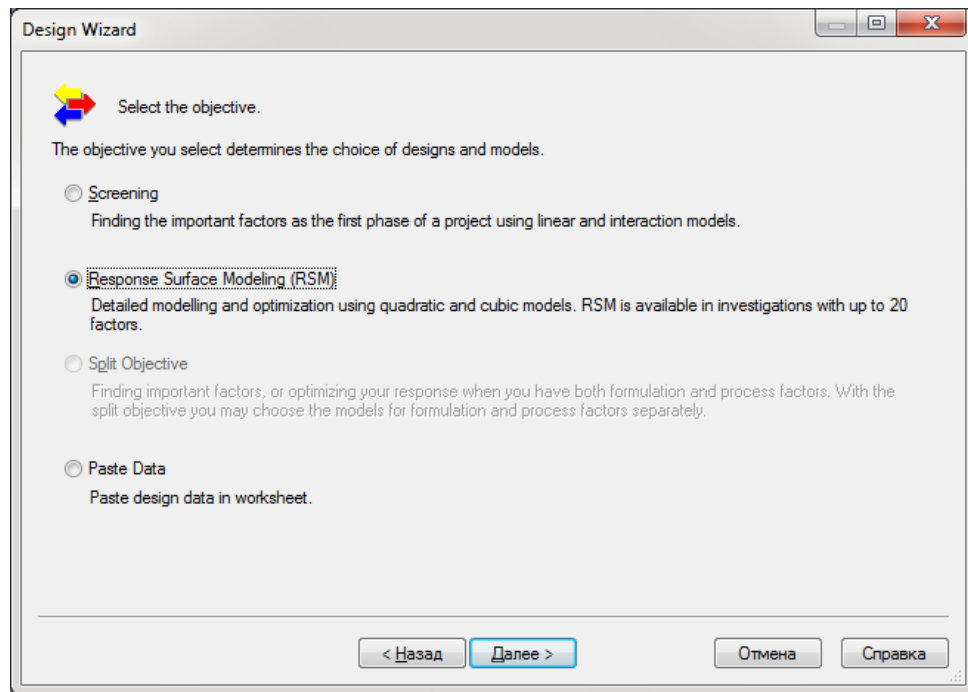 Design Wizard
Select the objective.
The objective you select determines the choice of designs and models.
Screening
Finding the important factors as the first phase of a project using linear and interaction models.
Response Surface Modeling (RSM)
Detailed modelling and optimization using quadratic and cubic models. RSM is available in investigations with up to 20
factors.
Split Objective
Finding important factors, or optimizing your response when you have both formulation and process factors. With the
split objective you may choose the models for formulation and process factors separately.
Paste Data
Paste design data in worksheet.
< Назад Далее > Отмена Справка